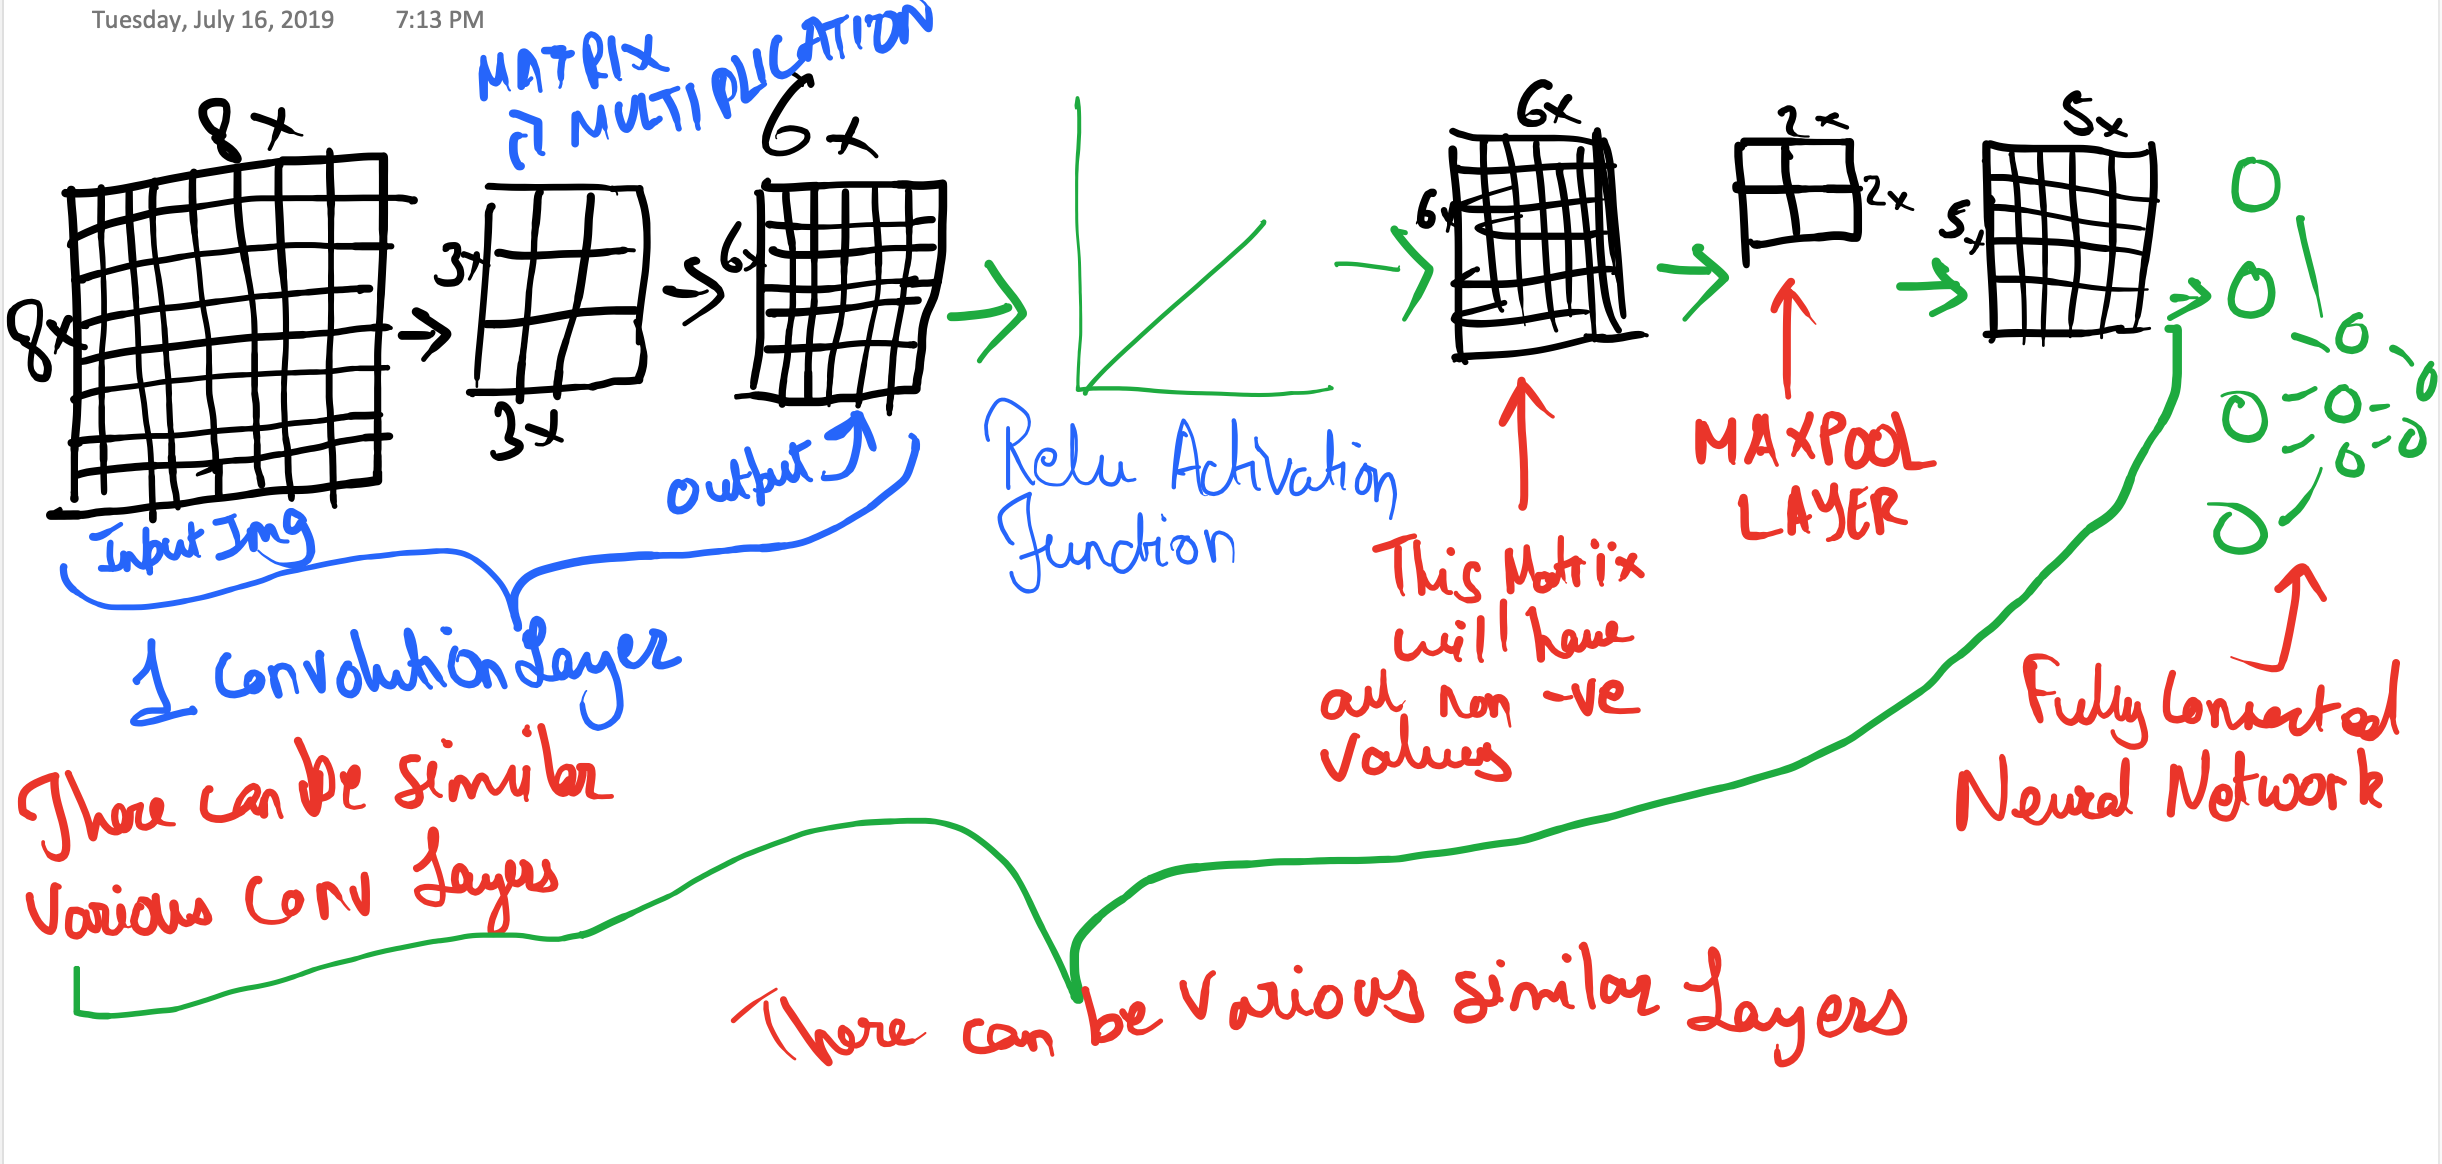 Tuesday, July 16, 2019 7:13 PM
MATRIX
MULTIPLICATION
8x
8x
3x
3x
6x
6x
Input Img
output
1 Convolution Layer
There can be similar
various Conv Layers
Relu Activation
Function
6x
6x
This Matrix
will have
all non -ve
values
2x
2x
MAXPOOL
LAYER
5x
5x
Fully Connected
Neural Network
There can be various similar Layers